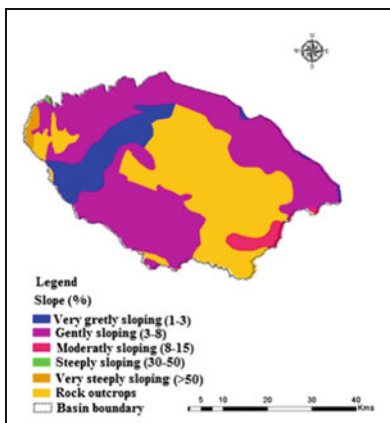 N
W E
S
Legend
Slope (%)
Very gretly sloping (1-3)
Gently sloping (3-8)
Moderatly sloping (8-15)
Steeply sloping (30-50)
Very steeply sloping (>50)
Rock outcrops
Basin boundary
0 5 10 20 30 40
Kms